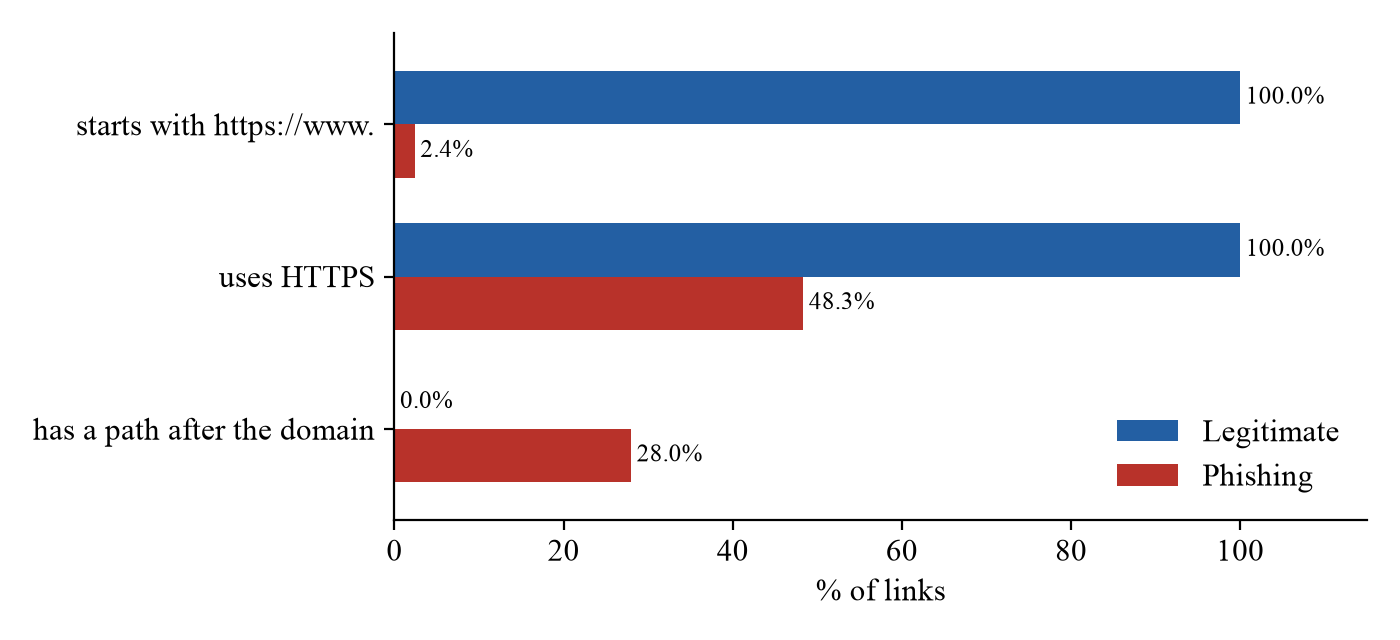 starts with https://www.
100.0%
2.4%
uses HTTPS
100.0%
48.3%
has a path after the domain
0.0%
28.0%
Legitimate
Phishing
0 20 40 60 80 100
% of links